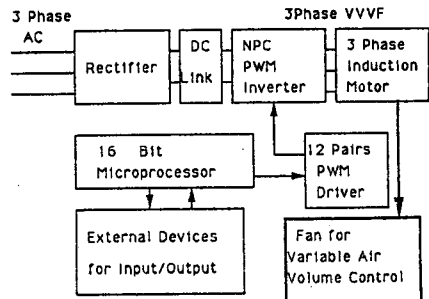 3 Phase
AC
3Phase VVVF
Rectifier
DC
Link
NPC
PWM
Inverter
3 Phase
Induction
Motor
16 Bit
Microprocessor
12 Pairs
PWM
Driver
External Devices
for Input/Output
Fan for
Variable Air
Volume Control